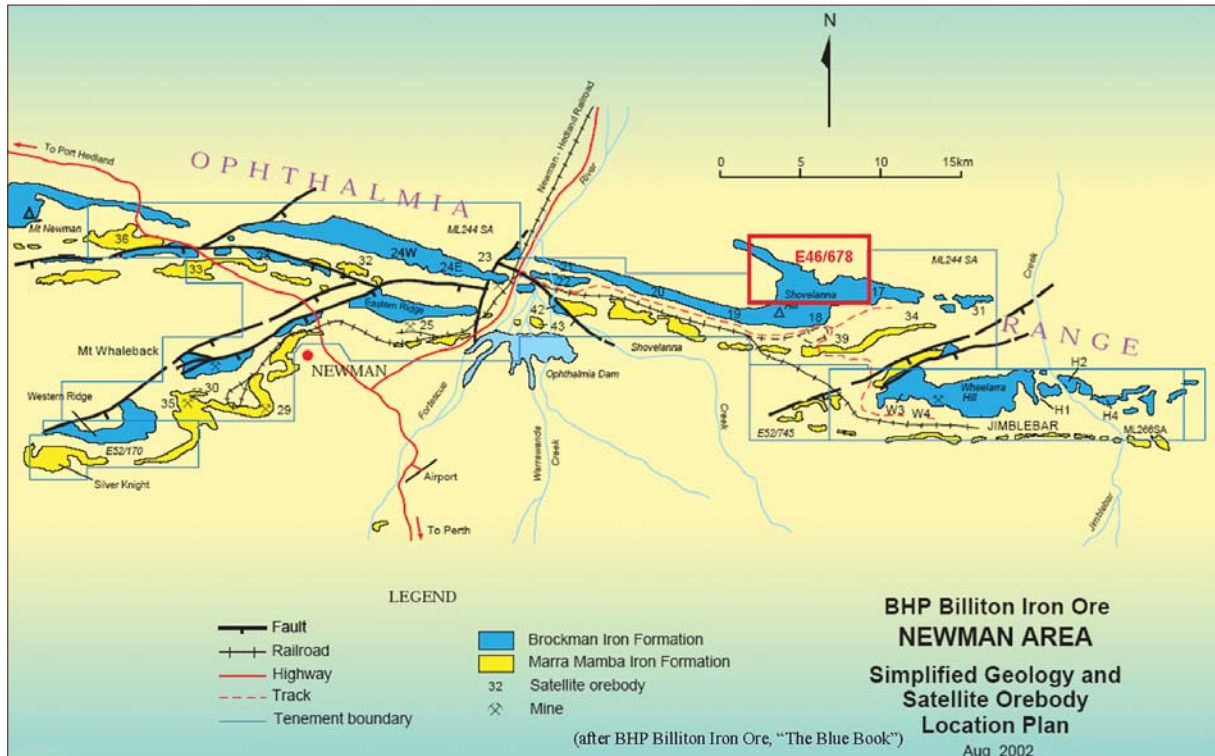 N
To Port Hedland
OPHTHALMIA
Newman - Hedland Railroad
River
0 5 10 15km
Mt Newman
36
ML244 SA
24W
23
E46/678
ML244 SA
Creek
33
32
24E
21
22
20
Shovelanna
17
31
Eastern Ridge
19
18
34
RANGE
25
42
43
39
Mt Whaleback
NEWMAN
Shovelanna
Ophthalmia Dam
H2
Wheelarra
Hill
30
35
29
Western Ridge
Fortescue
W3
W4
H1
H4
E52/170
Warrawanda
Creek
Creek
E52/745
JIMBLEBAR
ML266SA
Silver Knight
Airport
To Perth
Jimblebar
LEGEND
Fault
Railroad
Highway
Track
Tenement boundary
Brockman Iron Formation
Marra Mamba Iron Formation
32 Satellite orebody
Mine
BHP Billiton Iron Ore
NEWMAN AREA
Simplified Geology and
Satellite Orebody
Location Plan
Aug 2002
(after BHP Billiton Iron Ore, “The Blue Book”)